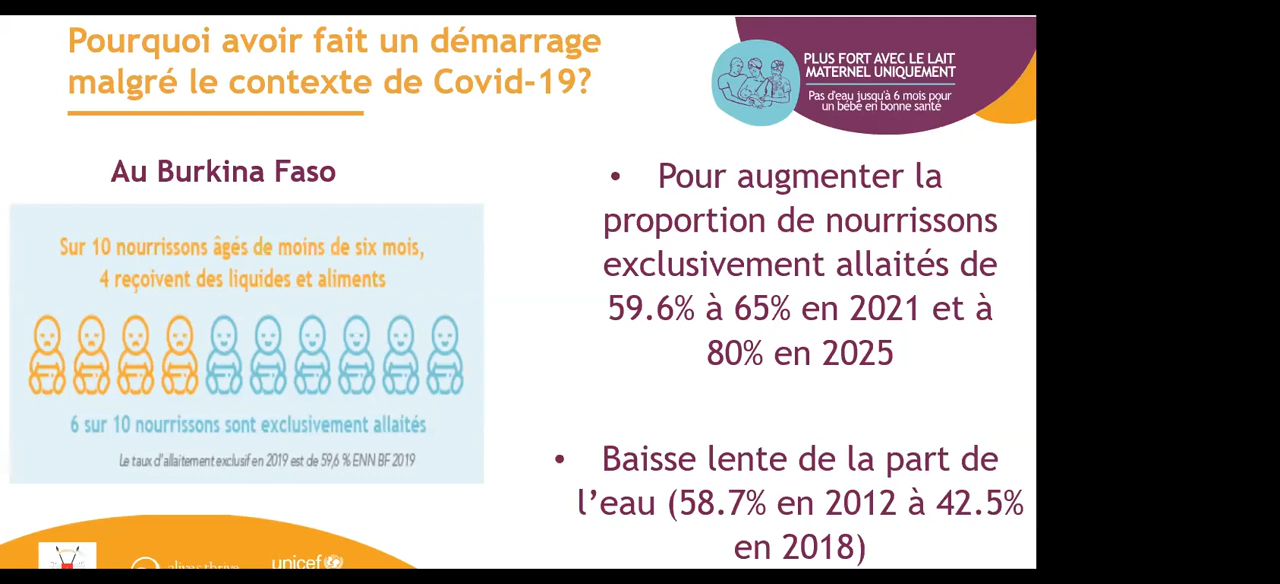 Pourquoi avoir fait un démarrage
malgré le contexte de Covid-19?
PLUS FORT AVEC LE LAIT
MATERNEL UNIQUEMENT
Pas d'eau jusqu'à 6 mois pour
un bébé en bonne santé
Au Burkina Faso
Sur 10 nourrissons âgés de moins de six mois,
4 reçoivent des liquides et aliments
6 sur 10 nourrissons sont exclusivement allaités
Le taux d'allaitement exclusif en 2019 est de 59,6 % ENN BF 2019
• Pour augmenter la
proportion de nourrissons
exclusivement allaités de
59.6% à 65% en 2021 et à
80% en 2025
• Baisse lente de la part de
l’eau (58.7% en 2012 à 42.5%
en 2018)
alive&thrive
unicef